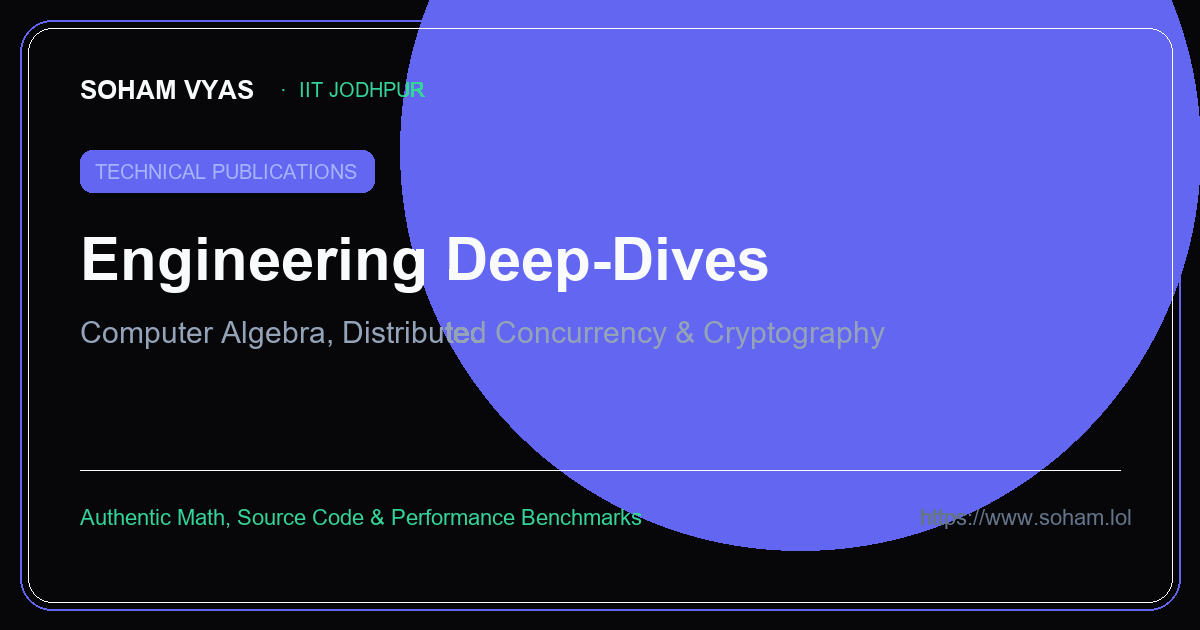 SOHAM VYAS · IIT JODHPUR
TECHNICAL PUBLICATIONS
Engineering Deep-Dives
Computer Algebra, Distributed Concurrency & Cryptography
Authentic Math, Source Code & Performance Benchmarks
https://www.soham.lol